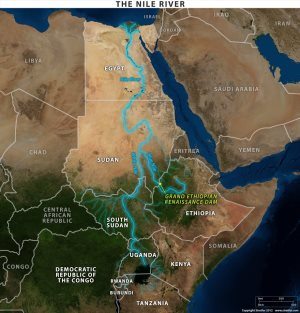 THE NILE RIVER
ISRAEL
JORDAN
IRAQ
IRAN
LIBYA
EGYPT
SAUDI ARABIA
CHAD
SUDAN
ERITREA
YEMEN
GRAND ETHIOPIAN
RENAISSANCE DAM
CENTRAL
AFRICAN
REPUBLIC
SOUTH
SUDAN
ETHIOPIA
SOMALIA
UGANDA
CONGO
DEMOCRATIC
REPUBLIC OF
THE CONGO
KENYA
RWANDA
BURUNDI
TANZANIA